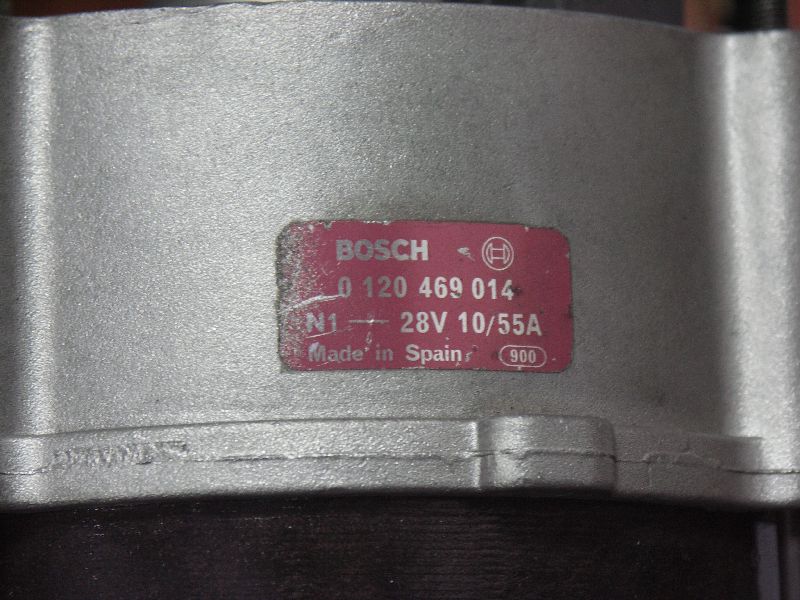 BOSCH
0 120 469 014
N1 — 28V 10/55A
Made in Spain
900